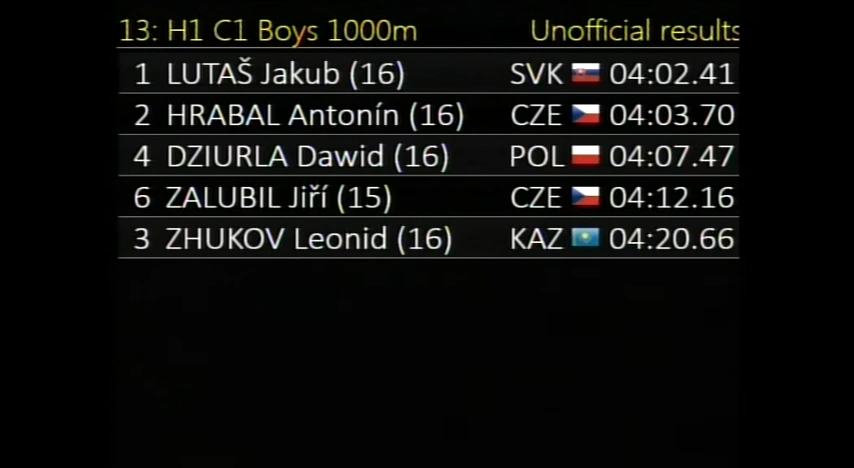 13: H1 C1 Boys 1000m Unofficial results
1 LUTAŠ Jakub (16) SVK 04:02.41
2 HRABAL Antonín (16) CZE 04:03.70
4 DZIURLA Dawid (16) POL 04:07.47
6 ZALUBIL Jiří (15) CZE 04:12.16
3 ZHUKOV Leonid (16) KAZ 04:20.66